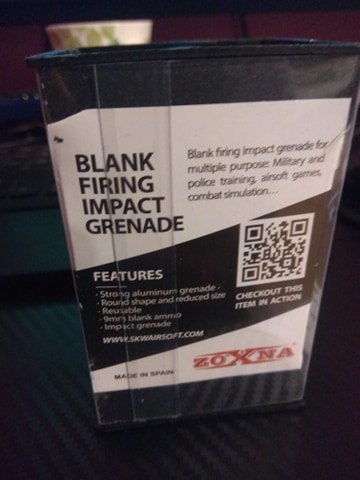 BLANK
FIRING
IMPACT
GRENADE
Blank firing impact grenade for
multiple purpose: Military and
police training, airsoft games,
combat simulation...
FEATURES
· Strong aluminum grenade ·
· Round shape and reduced size
· Reusable
· 9mm blank ammo
· Impact grenade
WWW.SKWAIRSOFT.COM
CHECKOUT THIS
ITEM IN ACTION
ZOXNA
MADE IN SPAIN